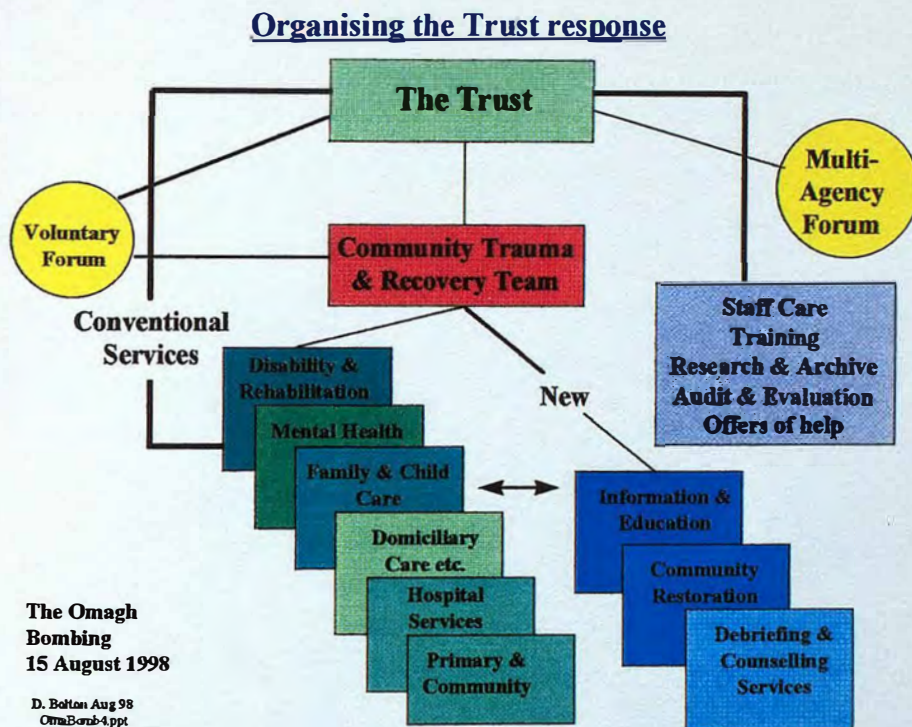 Organising the Trust response
The Trust
Multi-
Agency
Forum
Voluntary
Forum
Community Trauma
& Recovery Team
Conventional
Services
Staff Care
Training
Research & Archive
Audit & Evaluation
Offers of help
Disability &
Rehabilitation
New
Mental Health
Family & Child
Care
Information &
Education
Domiciliary
Care etc.
Community
Restoration
Hospital
Services
Debriefing &
Counselling
Services
Primary &
Community
The Omagh
Bombing
15 August 1998
D. Bolton Aug 98
OmaBomb4.ppt